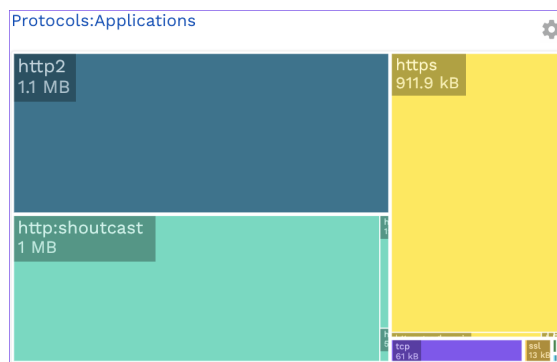 Protocols:Applications
http2
1.1 MB
https
911.9 kB
http:shoutcast
1 MB
tcp
61 kB
ssl
13 kB